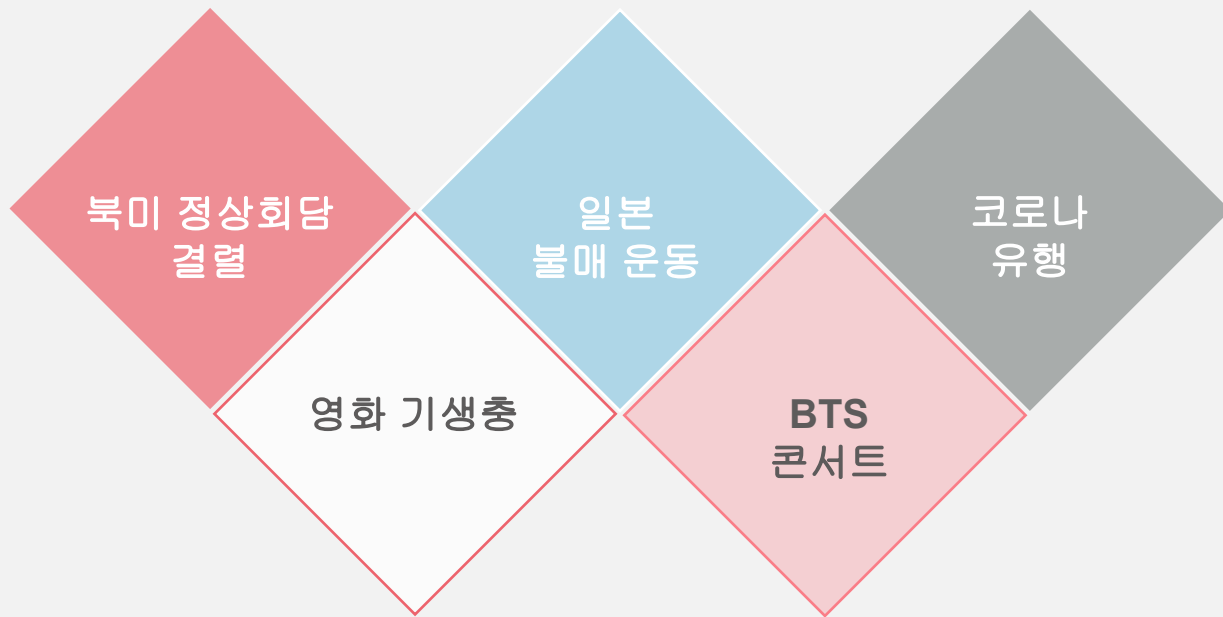 북미 정상회담
결렬
영화 기생충
일본
불매 운동
BTS
콘서트
코로나
유행